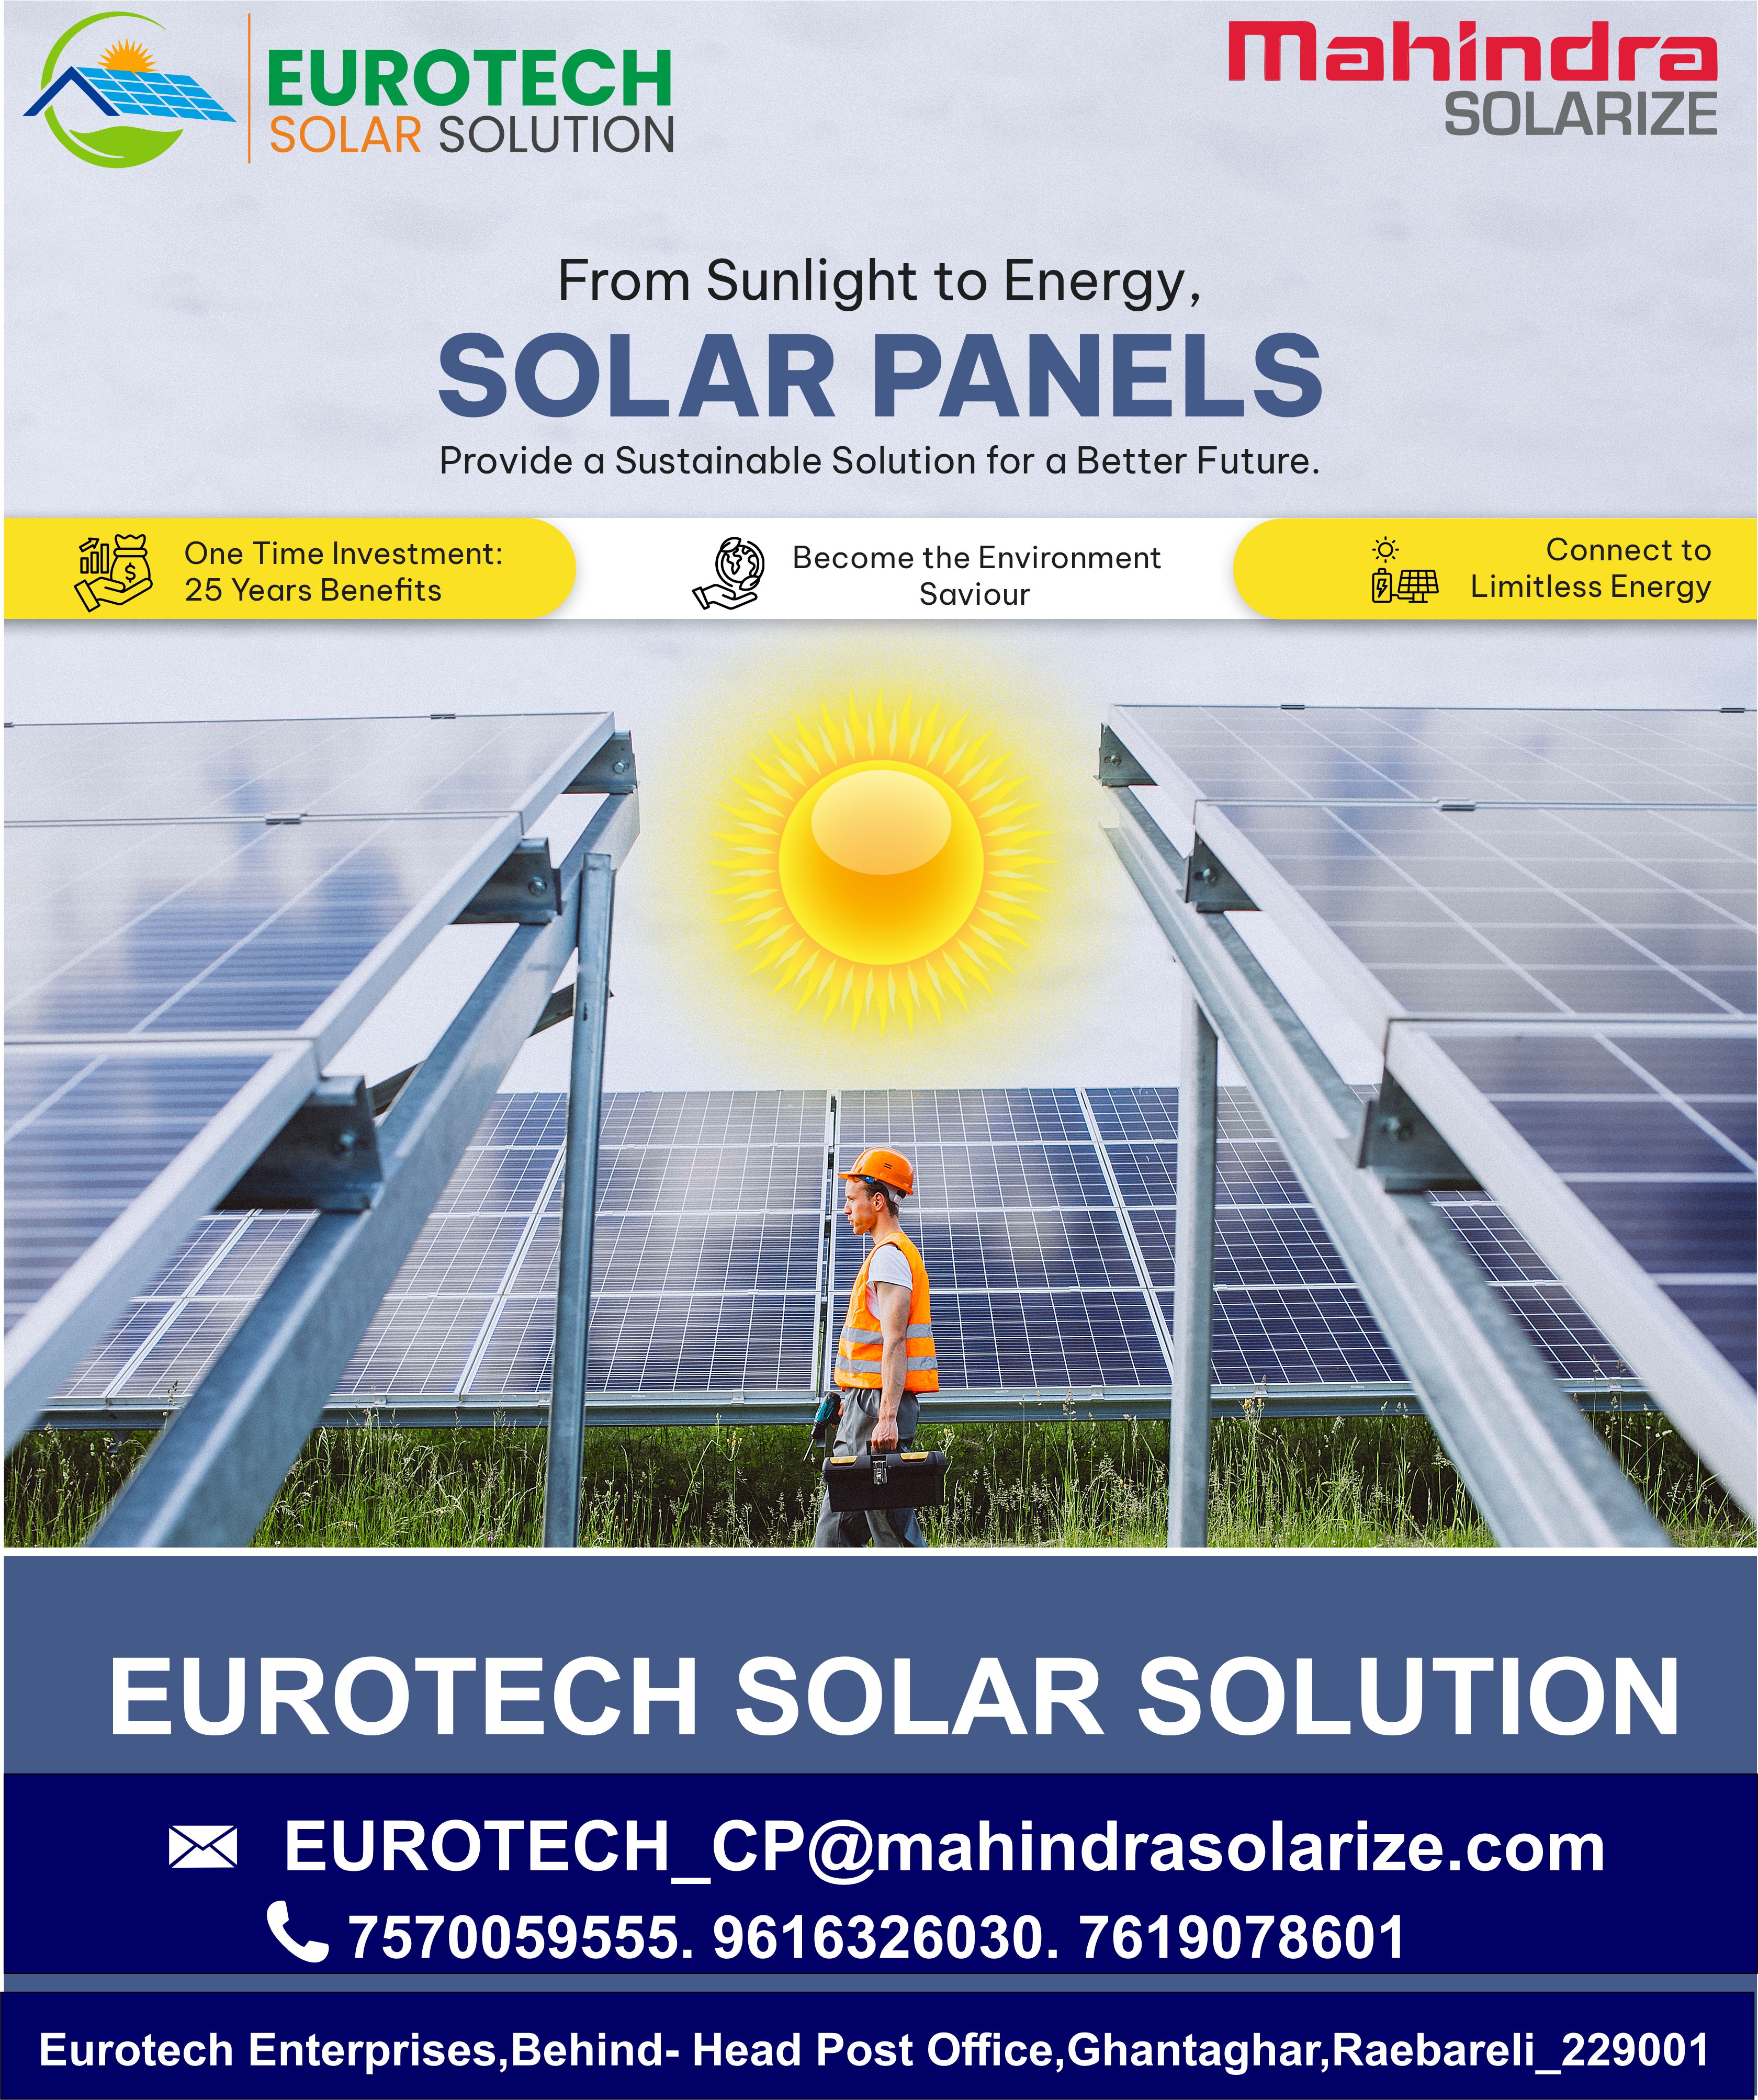 EUROTECH
SOLAR SOLUTION
Mahindra
SOLARIZE
From Sunlight to Energy,
SOLAR PANELS
Provide a Sustainable Solution for a Better Future.
One Time Investment:
25 Years Benefits
Become the Environment
Saviour
Connect to
Limitless Energy
EUROTECH SOLAR SOLUTION
EUROTECH_CP@mahindrasolarize.com
7570059555. 9616326030. 7619078601
Eurotech Enterprises,Behind- Head Post Office,Ghantaghar,Raebareli_229001